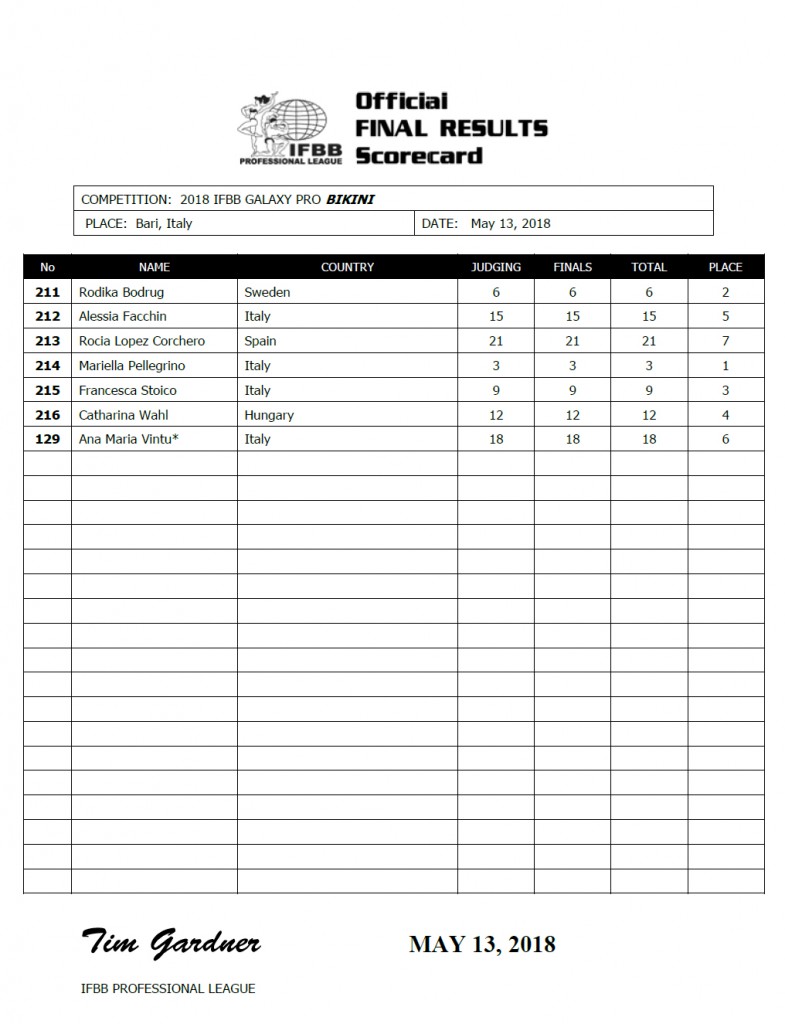 Official
FINAL RESULTS
Scorecard
IFBB
PROFESSIONAL LEAGUE
COMPETITION: 2018 IFBB GALAXY PRO BIKINI
PLACE: Bari, Italy DATE: May 13, 2018
No NAME COUNTRY JUDGING FINALS TOTAL PLACE
211 Rodika Bodrug Sweden 6 6 6 2
212 Alessia Facchin Italy 15 15 15 5
213 Rocia Lopez Corchero Spain 21 21 21 7
214 Mariella Pellegrino Italy 3 3 3 1
215 Francesca Stoico Italy 9 9 9 3
216 Catharina Wahl Hungary 12 12 12 4
129 Ana Maria Vintu* Italy 18 18 18 6
Tim Gardner MAY 13, 2018
IFBB PROFESSIONAL LEAGUE